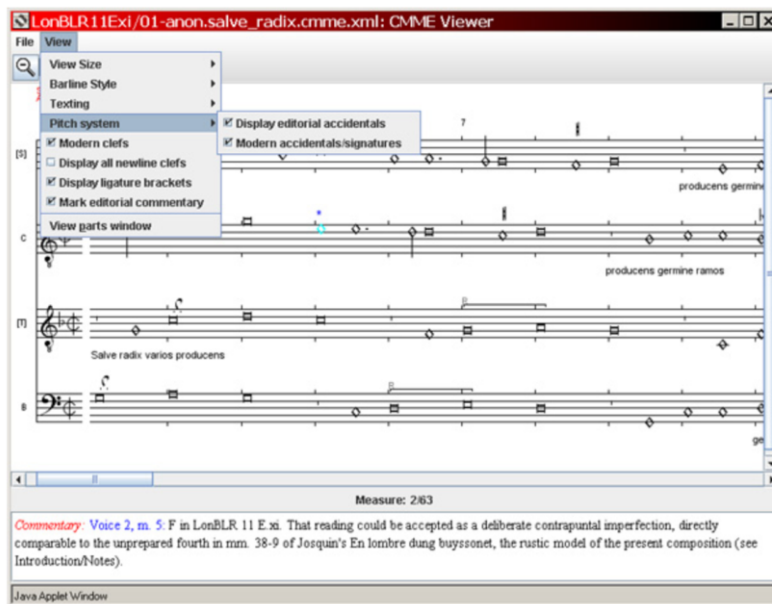 LonBLR11Exi/01-anon.salve_radix.cmme.xml: CMME Viewer
File View
View Size
Barline Style
Texting
Pitch system
Display editorial accidentals
Modern clefs
Modern accidentals/signatures
Display all newline clefs
Display ligature brackets
Mark editorial commentary
View parts window
7
[S]
producens germine
C
producens germine ramos
[T]
Salve radix varios producens
B
ge
Measure: 2/63
Commentary: Voice 2, m. 5: F in LonBLR 11 E.xi. That reading could be accepted as a deliberate contrapuntal imperfection, directly
comparable to the unprepared fourth in mm. 38-9 of Josquin's En lombre dung buyssonet, the rustic model of the present composition (see
Introduction/Notes).
Java Applet Window